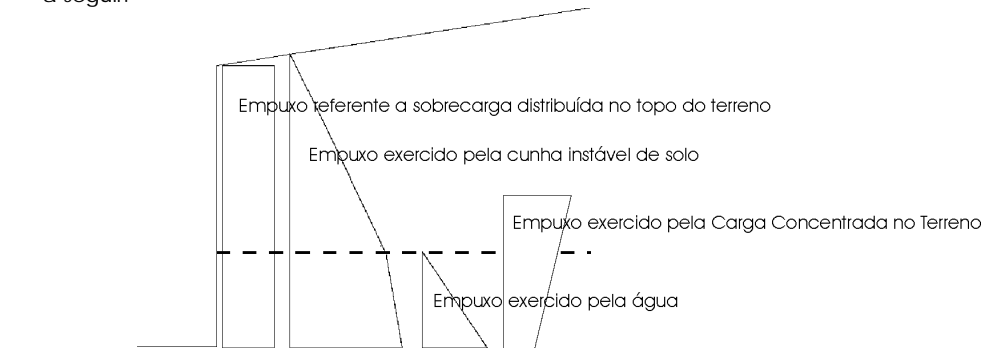 a seguir
Empuxo referente a sobrecarga distribuída no topo do terreno
Empuxo exercido pela cunha instável de solo
Empuxo exercido pela Carga Concentrada no Terreno
Empuxo exercido pela água